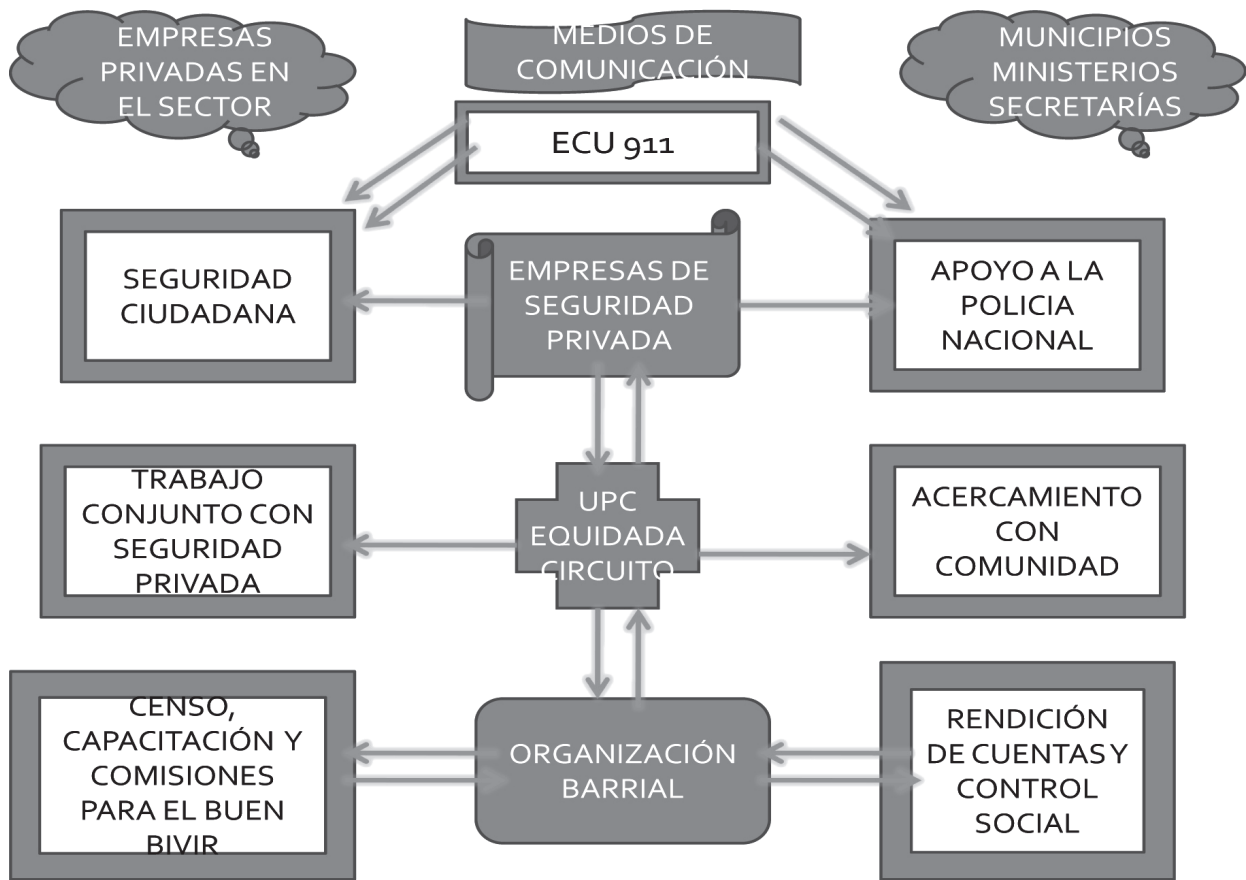 EMPRESAS
PRIVADAS EN
EL SECTOR
MEDIOS DE
COMUNICACIÓN
MUNICIPIOS
MINISTERIOS
SECRETARÍAS
ECU 911
SEGURIDAD
CIUDADANA
EMPRESAS DE
SEGURIDAD
PRIVADA
APOYO A LA
POLICIA
NACIONAL
TRABAJO
CONJUNTO CON
SEGURIDAD
PRIVADA
UPC
EQUIDADA
CIRCUITO
ACERCAMIENTO
CON
COMUNIDAD
CENSO,
CAPACITACIÓN Y
COMISIONES
PARA EL BUEN
BIVIR
ORGANIZACIÓN
BARRIAL
RENDICIÓN
DE CUENTAS Y
CONTROL
SOCIAL